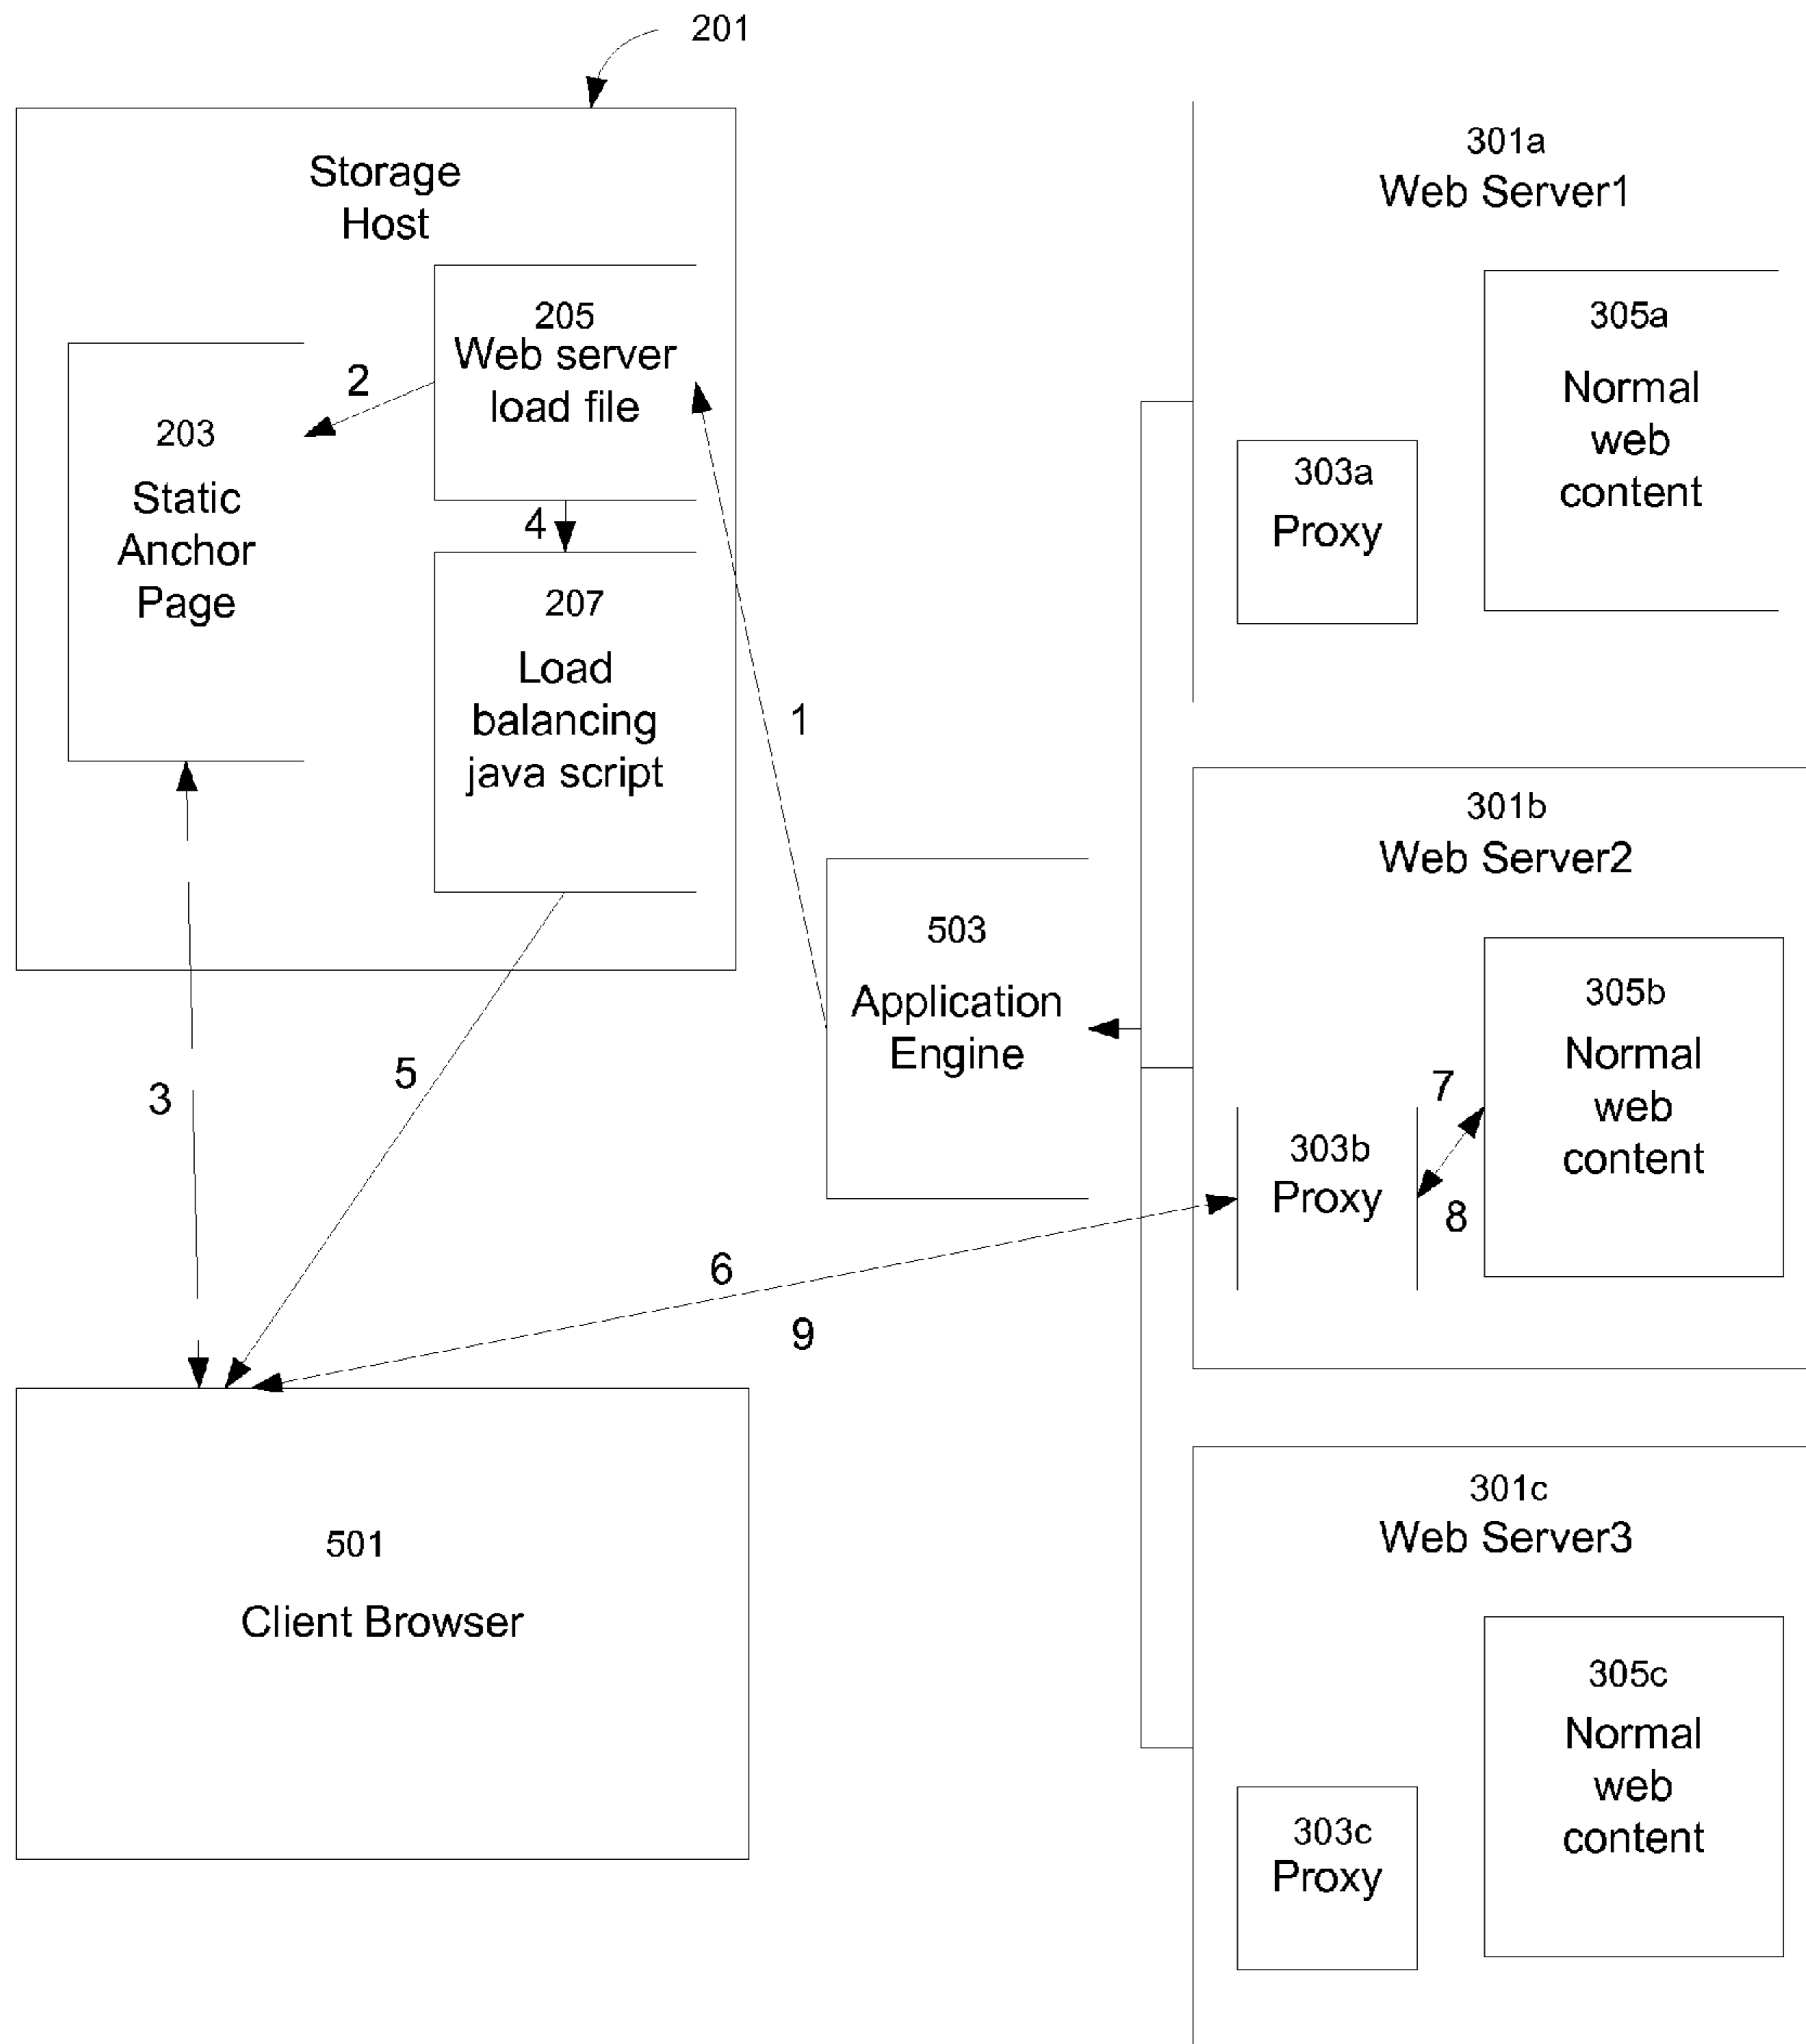 201
Storage
Host
205
Web server
load file
2
203
Static
Anchor
Page
4
207
Load
balancing
java script
1
3
5
503
Application
Engine
6
9
501
Client Browser
301a
Web Server1
305a
Normal
web
content
303a
Proxy
301b
Web Server2
305b
Normal
web
content
7
303b
Proxy
8
301c
Web Server3
305c
Normal
web
content
303c
Proxy